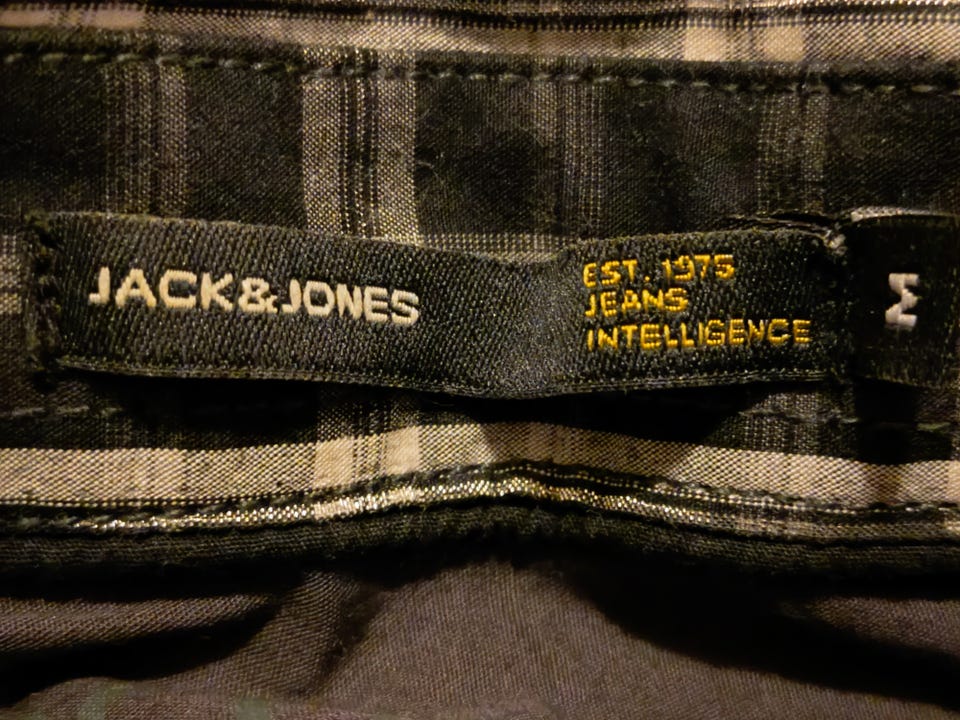 JACK&JONES
EST. 1975
JEANS
INTELLIGENCE
M